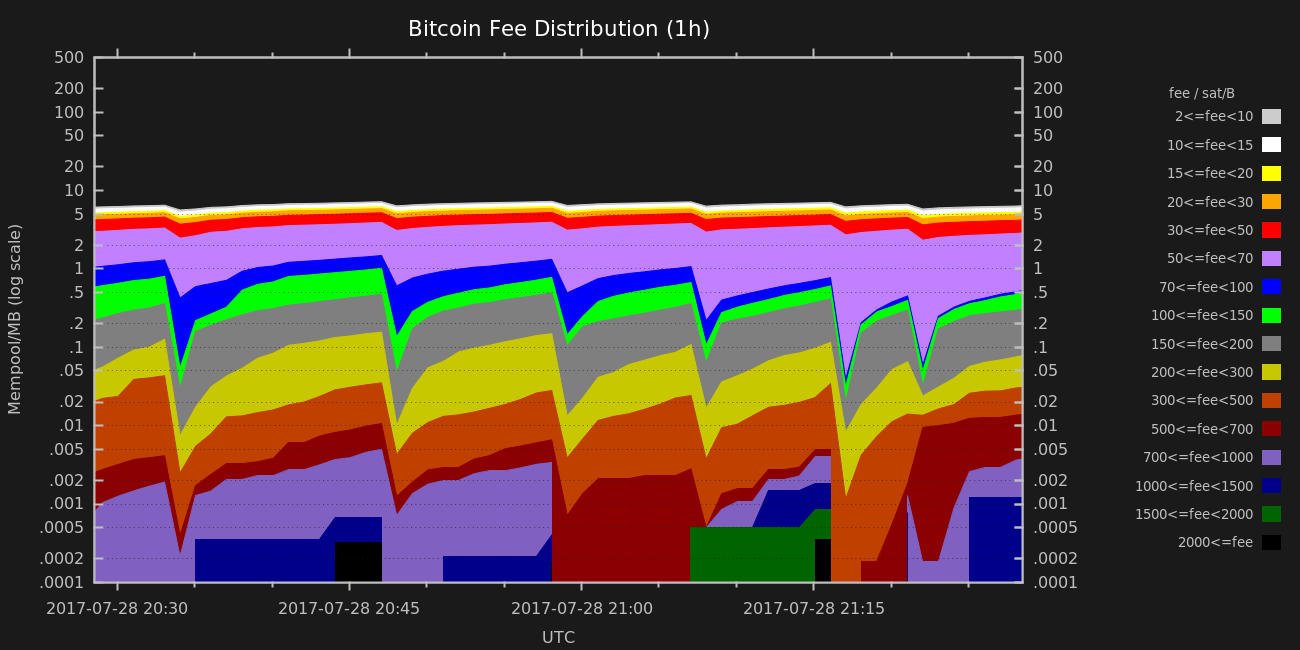 Bitcoin Fee Distribution (1h)
500
200
100
50
20
10
5
2
1
.5
.2
.1
.05
.02
.01
.005
.002
.001
.0005
.0002
.0001
Mempool/MB (log scale)
500
200
100
50
20
10
5
2
1
.5
.2
.1
.05
.02
.01
.005
.002
.001
.0005
.0002
.0001
2017-07-28 20:30 2017-07-28 20:45 2017-07-28 21:00 2017-07-28 21:15
UTC
fee / sat/B
2<=fee<10
10<=fee<15
15<=fee<20
20<=fee<30
30<=fee<50
50<=fee<70
70<=fee<100
100<=fee<150
150<=fee<200
200<=fee<300
300<=fee<500
500<=fee<700
700<=fee<1000
1000<=fee<1500
1500<=fee<2000
2000<=fee